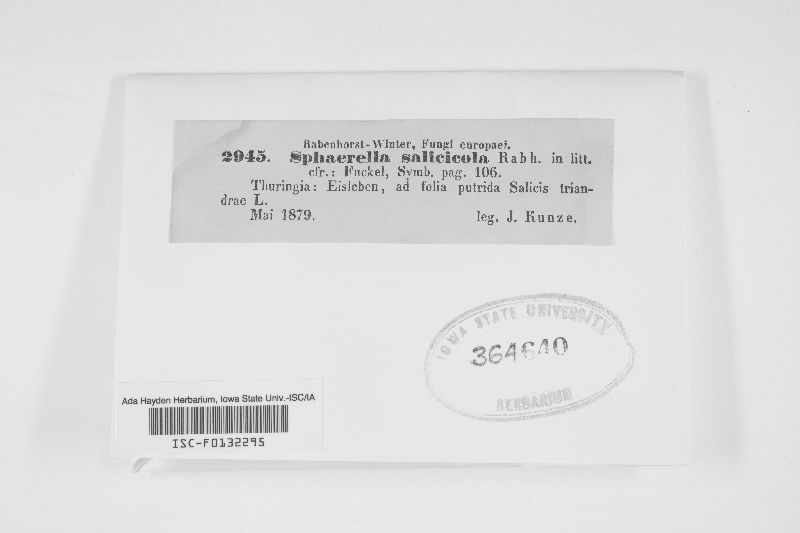 Rabenhorst-Winter, Fungi europaei.
2945. Sphaerella salicicola Rabh. in litt.
cfr.: Fuckel, Symb. pag. 106.
Thuringia: Eisleben, ad folia putrida Salicis trian-
drae L.
Mai 1879. leg. J. Kunze.
IOWA STATE UNIVERSITY
364640
HERBARIUM
Ada Hayden Herbarium, Iowa State Univ.-ISC/IA
ISC-F0132295